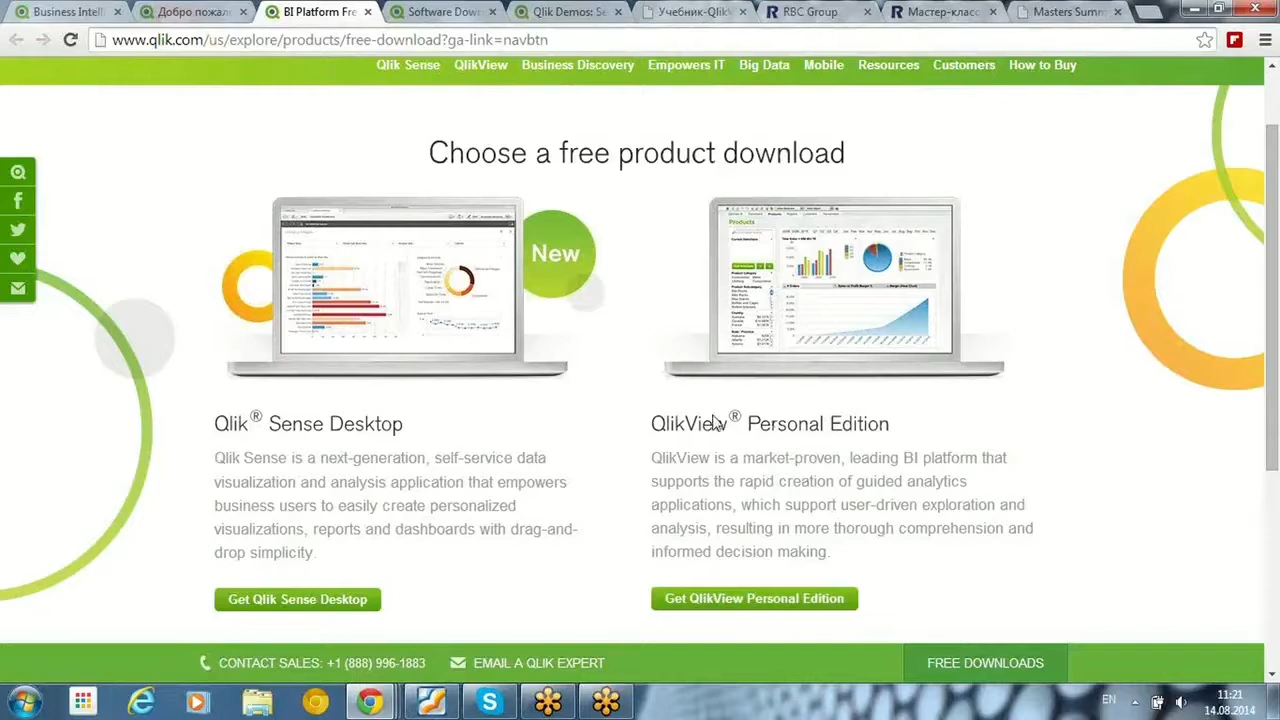 Business Intelli
Добро пожал
BI Platform Fre
Software Down
Qlik Demos: Se
Учебник-QlikV
RBC Group
Мастер-класс
Masters Summ
www.qlik.com/us/explore/products/free-download?ga-link=n
Qlik Sense QlikView Business Discovery Empowers IT Big Data Mobile Resources Customers How to Buy
Choose a free product download
New
Products
Qlik® Sense Desktop
Qlik Sense is a next-generation, self-service data
visualization and analysis application that empowers
business users to easily create personalized
visualizations, reports and dashboards with drag-and-
drop simplicity.
Get Qlik Sense Desktop
QlikView® Personal Edition
QlikView is a market-proven, leading BI platform that
supports the rapid creation of guided analytics
applications, which support user-driven exploration and
analysis, resulting in more thorough comprehension and
informed decision making.
Get QlikView Personal Edition
CONTACT SALES: +1 (888) 996-1883 EMAIL A QLIK EXPERT FREE DOWNLOADS
EN
11:21
14.08.2014